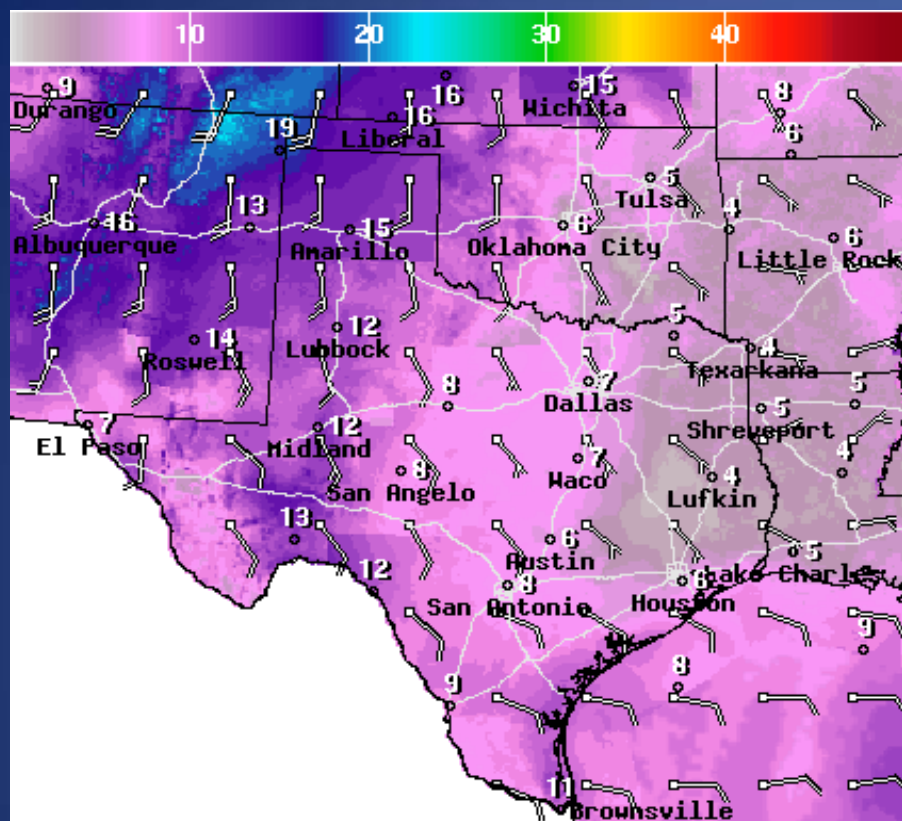 10 20 30 40
9 16 15 8
Durango Wichita
16
Liberal
19 6
5
Tulsa
16 13 15 6 4 6
Albuquerque Amarillo Oklahoma City Little Rock
14 12 5 4
Roswell Lubbock Texarkana
8 7 5 5
Dallas
7 12 Shreveport
El Paso Midland
8 7 4 4
San Angelo Waco Lufkin
13 6 5
Austin
12 8 6 Lake Charles
San Antonio Houston
9
8
9
11
Brownsville